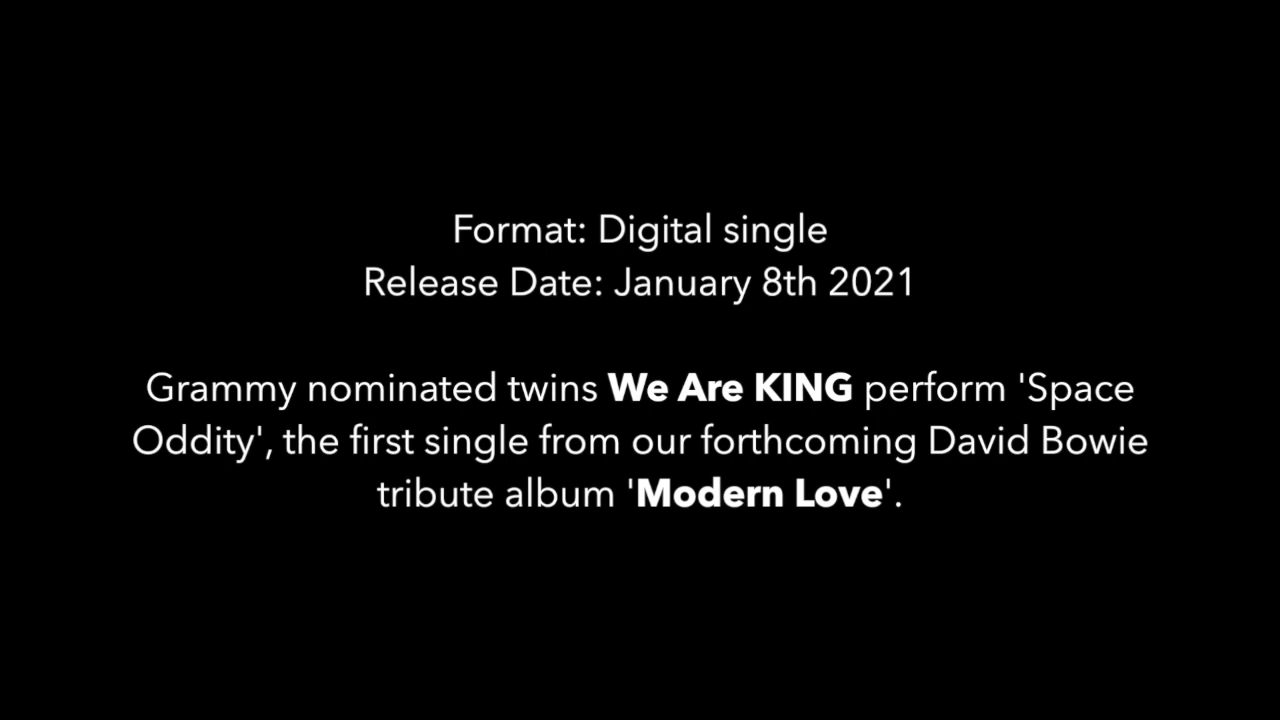 Format: Digital single
Release Date: January 8th 2021
Grammy nominated twins We Are KING perform 'Space
Oddity', the first single from our forthcoming David Bowie
tribute album 'Modern Love'.